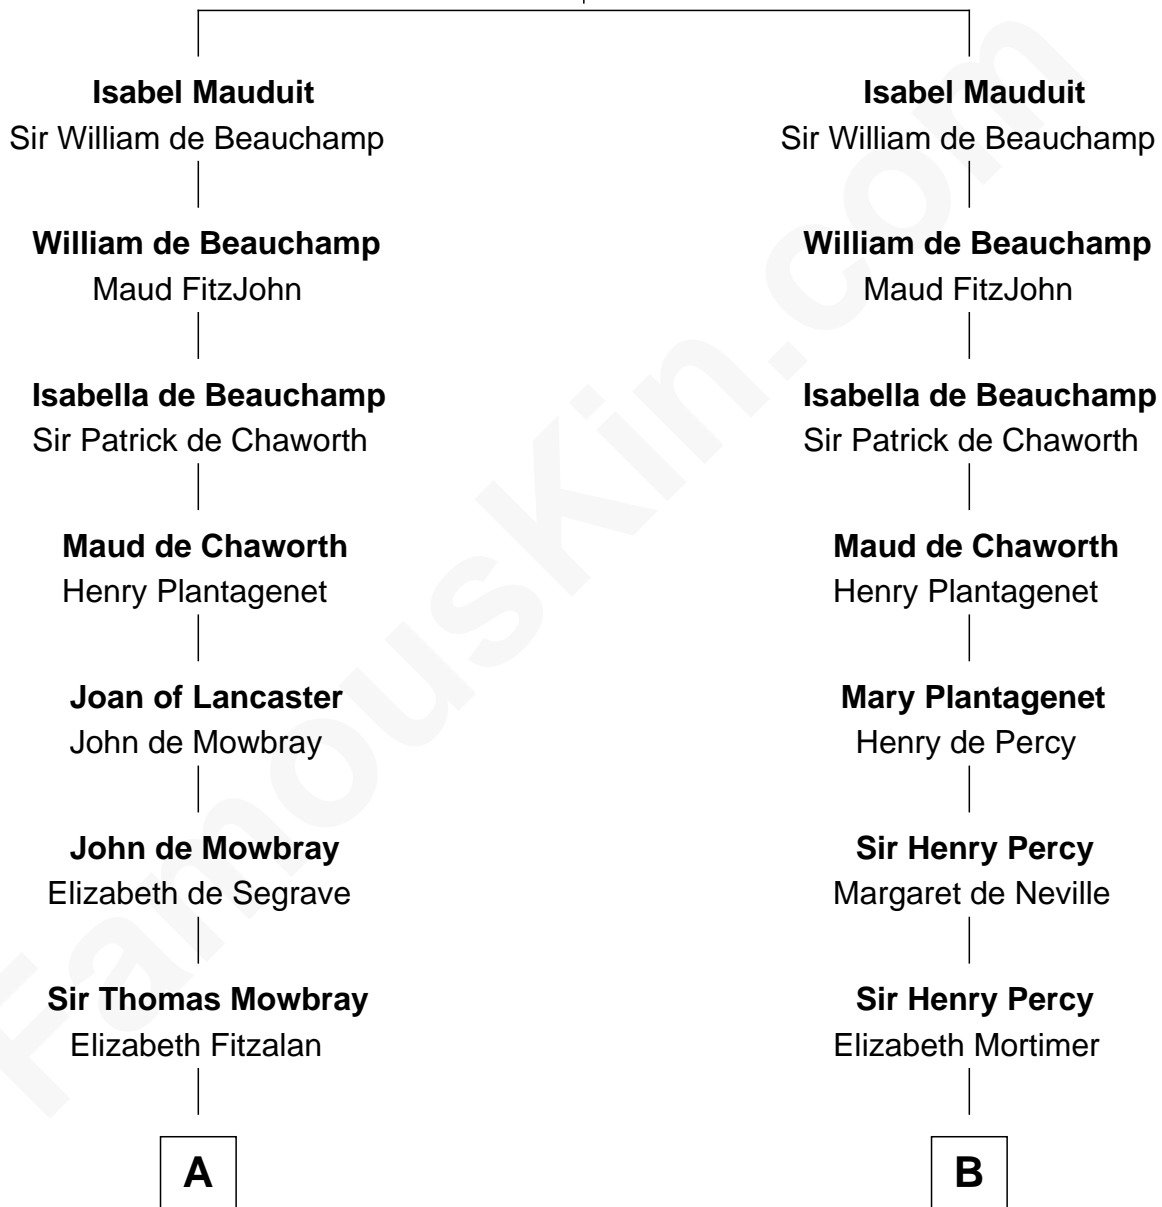 Isabel Mauduit
Sir William de Beauchamp
William de Beauchamp
Maud FitzJohn
Isabella de Beauchamp
Sir Patrick de Chaworth
Maud de Chaworth
Henry Plantagenet
Joan of Lancaster
John de Mowbray
John de Mowbray
Elizabeth de Segrave
Sir Thomas Mowbray
Elizabeth Fitzalan
A
Isabel Mauduit
Sir William de Beauchamp
William de Beauchamp
Maud FitzJohn
Isabella de Beauchamp
Sir Patrick de Chaworth
Maud de Chaworth
Henry Plantagenet
Mary Plantagenet
Henry de Percy
Sir Henry Percy
Margaret de Neville
Sir Henry Percy
Elizabeth Mortimer
B
FamousKin.com